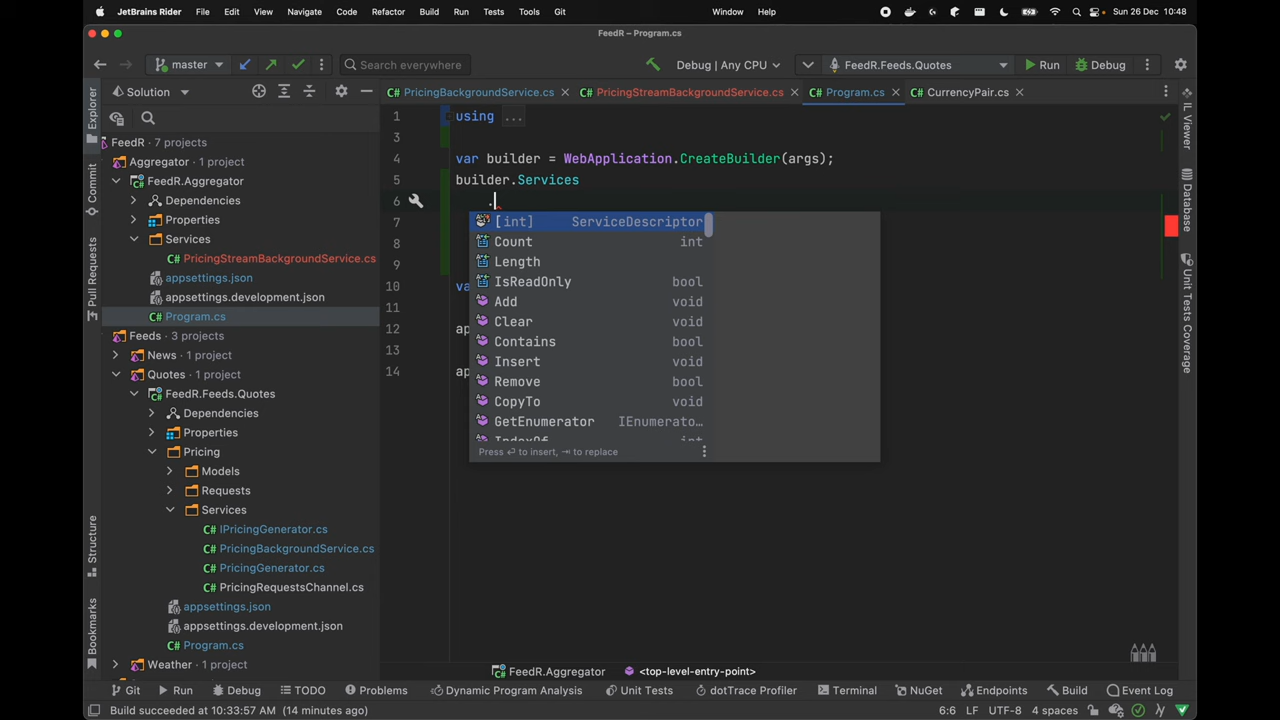 JetBrains Rider File Edit View Navigate Code Refactor Build Run Tests Tools Git Window Help Sun 26 Dec 10:48
FeedR – Program.cs
master Search everywhere Debug | Any CPU FeedR.Feeds.Quotes Run Debug
Explorer Solution PricingBackgroundService.cs PricingStreamBackgroundService.cs Program.cs CurrencyPair.cs IL Viewer
1 using ...
FeedR · 7 projects
3
Aggregator · 1 project
4 var builder = WebApplication.CreateBuilder(args);
FeedR.Aggregator
5 builder.Services
Commit Dependencies
6 .
Database
Properties
7 [int] ServiceDescriptor
Services
8 Count int
PricingStreamBackgroundService.cs
9 Length
Pull Requests appsettings.json
10 va IsReadOnly bool
appsettings.development.json
11 Add void
Unit Tests Coverage
Program.cs
12 ap Clear void
Feeds · 3 projects
13 Contains bool
News · 1 project
Insert void
Quotes · 1 project
14 ap
Remove bool
FeedR.Feeds.Quotes
CopyTo void
Dependencies
GetEnumerator IEnumerato…
Properties
IndexOf int
Pricing
Press ⏎ to insert, ⇥ to replace
Models
Requests
Services
Structure
IPricingGenerator.cs
PricingBackgroundService.cs
PricingGenerator.cs
PricingRequestsChannel.cs
Bookmarks
appsettings.json
appsettings.development.json
Program.cs
Weather · 1 project
FeedR.Aggregator <top-level-entry-point>
Git Run Debug TODO Problems Dynamic Program Analysis Unit Tests dotTrace Profiler Terminal NuGet Endpoints Build Event Log
Build succeeded at 10:33:57 AM (14 minutes ago) 6:6 LF UTF-8 4 spaces